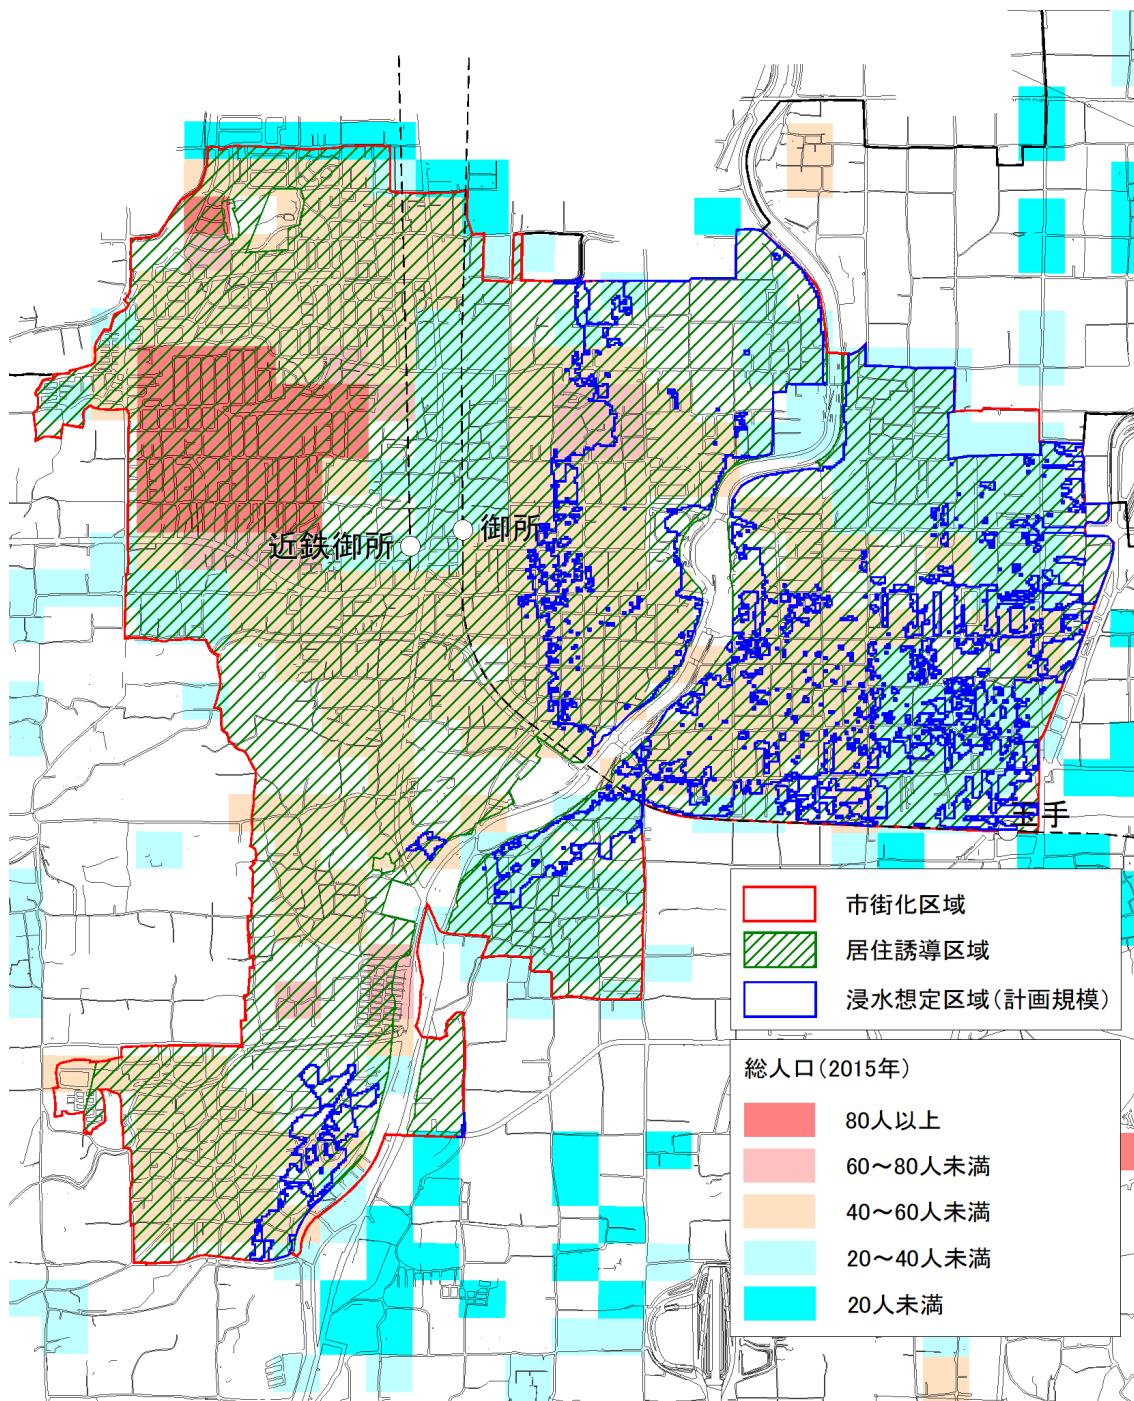 御所
近鉄御所
玉手
市街化区域
居住誘導区域
浸水想定区域(計画規模)
総人口(2015年)
80人以上
60~80人未満
40~60人未満
20~40人未満
20人未満